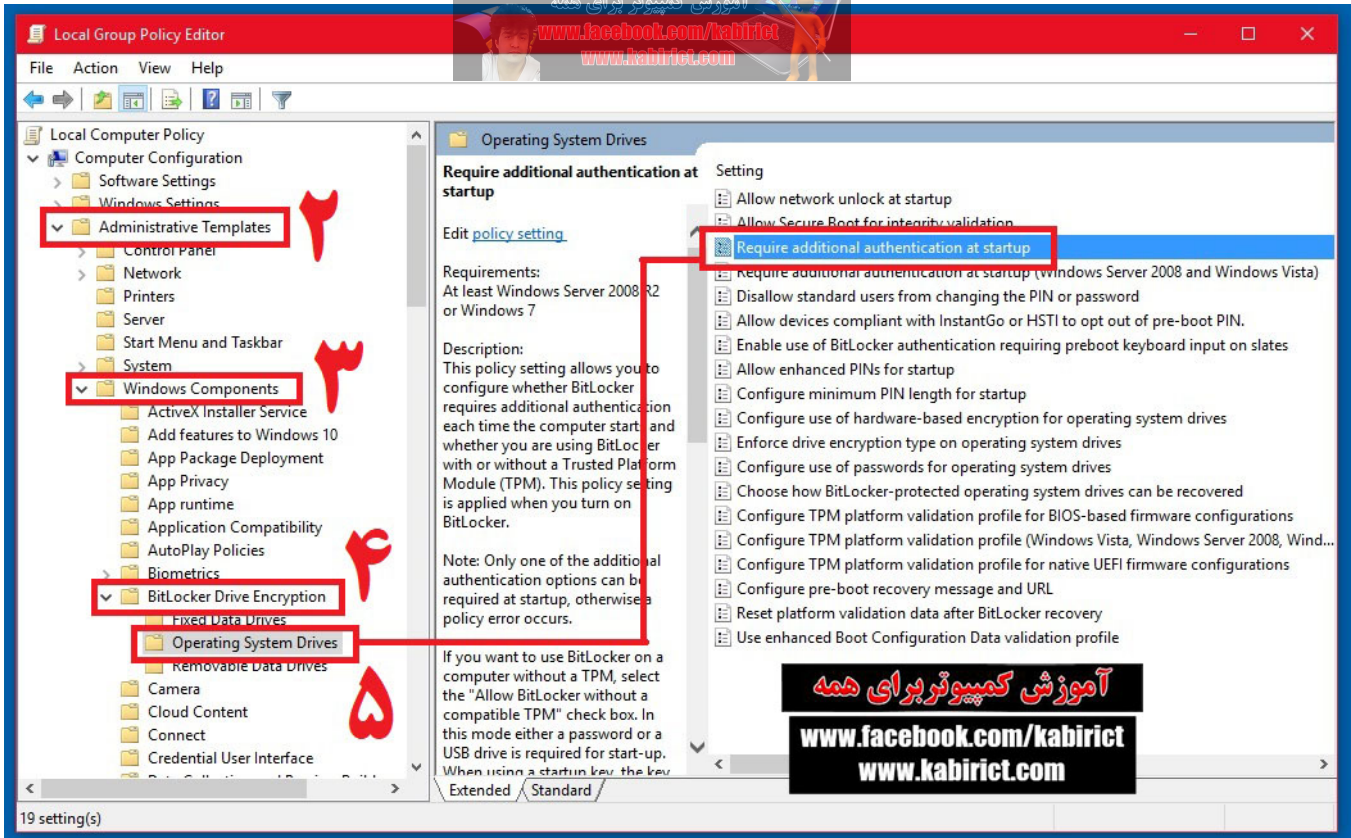 آموزش کمپیوتر برای همه
www.facebook.com/kabirict
www.kabirict.com
Local Group Policy Editor
File Action View Help
Local Computer Policy
Computer Configuration
Software Settings
Windows Settings
۲
Administrative Templates
Control Panel
Network
Printers
Server
Start Menu and Taskbar
System
۳
Windows Components
ActiveX Installer Service
Add features to Windows 10
App Package Deployment
App Privacy
App runtime
Application Compatibility
AutoPlay Policies
Biometrics
۴
BitLocker Drive Encryption
Fixed Data Drives
Operating System Drives
Removable Data Drives
۵
Camera
Cloud Content
Connect
Credential User Interface
Operating System Drives
Require additional authentication at
startup
Edit policy setting
Requirements:
At least Windows Server 2008 R2
or Windows 7
Description:
This policy setting allows you to
configure whether BitLocker
requires additional authentication
each time the computer starts and
whether you are using BitLocker
with or without a Trusted Platform
Module (TPM). This policy setting
is applied when you turn on
BitLocker.
Note: Only one of the additional
authentication options can be
required at startup, otherwise a
policy error occurs.
If you want to use BitLocker on a
computer without a TPM, select
the "Allow BitLocker without a
compatible TPM" check box. In
this mode either a password or a
USB drive is required for start-up.
When using a startup key, the key
Setting
Allow network unlock at startup
Allow Secure Boot for integrity validation
Require additional authentication at startup
Require additional authentication at startup (Windows Server 2008 and Windows Vista)
Disallow standard users from changing the PIN or password
Allow devices compliant with InstantGo or HSTI to opt out of pre-boot PIN.
Enable use of BitLocker authentication requiring preboot keyboard input on slates
Allow enhanced PINs for startup
Configure minimum PIN length for startup
Configure use of hardware-based encryption for operating system drives
Enforce drive encryption type on operating system drives
Configure use of passwords for operating system drives
Choose how BitLocker-protected operating system drives can be recovered
Configure TPM platform validation profile for BIOS-based firmware configurations
Configure TPM platform validation profile (Windows Vista, Windows Server 2008, Wind...
Configure TPM platform validation profile for native UEFI firmware configurations
Configure pre-boot recovery message and URL
Reset platform validation data after BitLocker recovery
Use enhanced Boot Configuration Data validation profile
آموزش کمپیوتر برای همه
www.facebook.com/kabirict
www.kabirict.com
Extended Standard
19 setting(s)